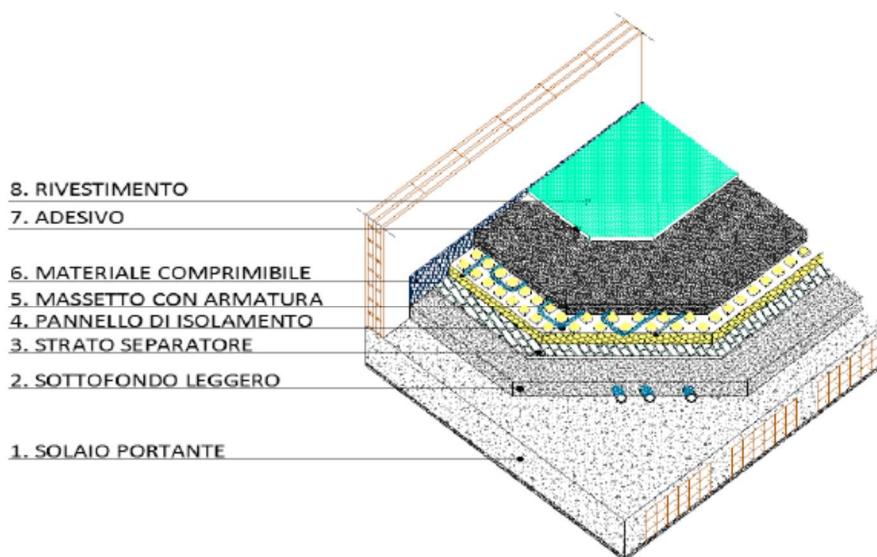 8. RIVESTIMENTO
7. ADESIVO
6. MATERIALE COMPRIMIBILE
5. MASSETTO CON ARMATURA
4. PANNELLO DI ISOLAMENTO
3. STRATO SEPARATORE
2. SOTTOFONDO LEGGERO
1. SOLAIO PORTANTE